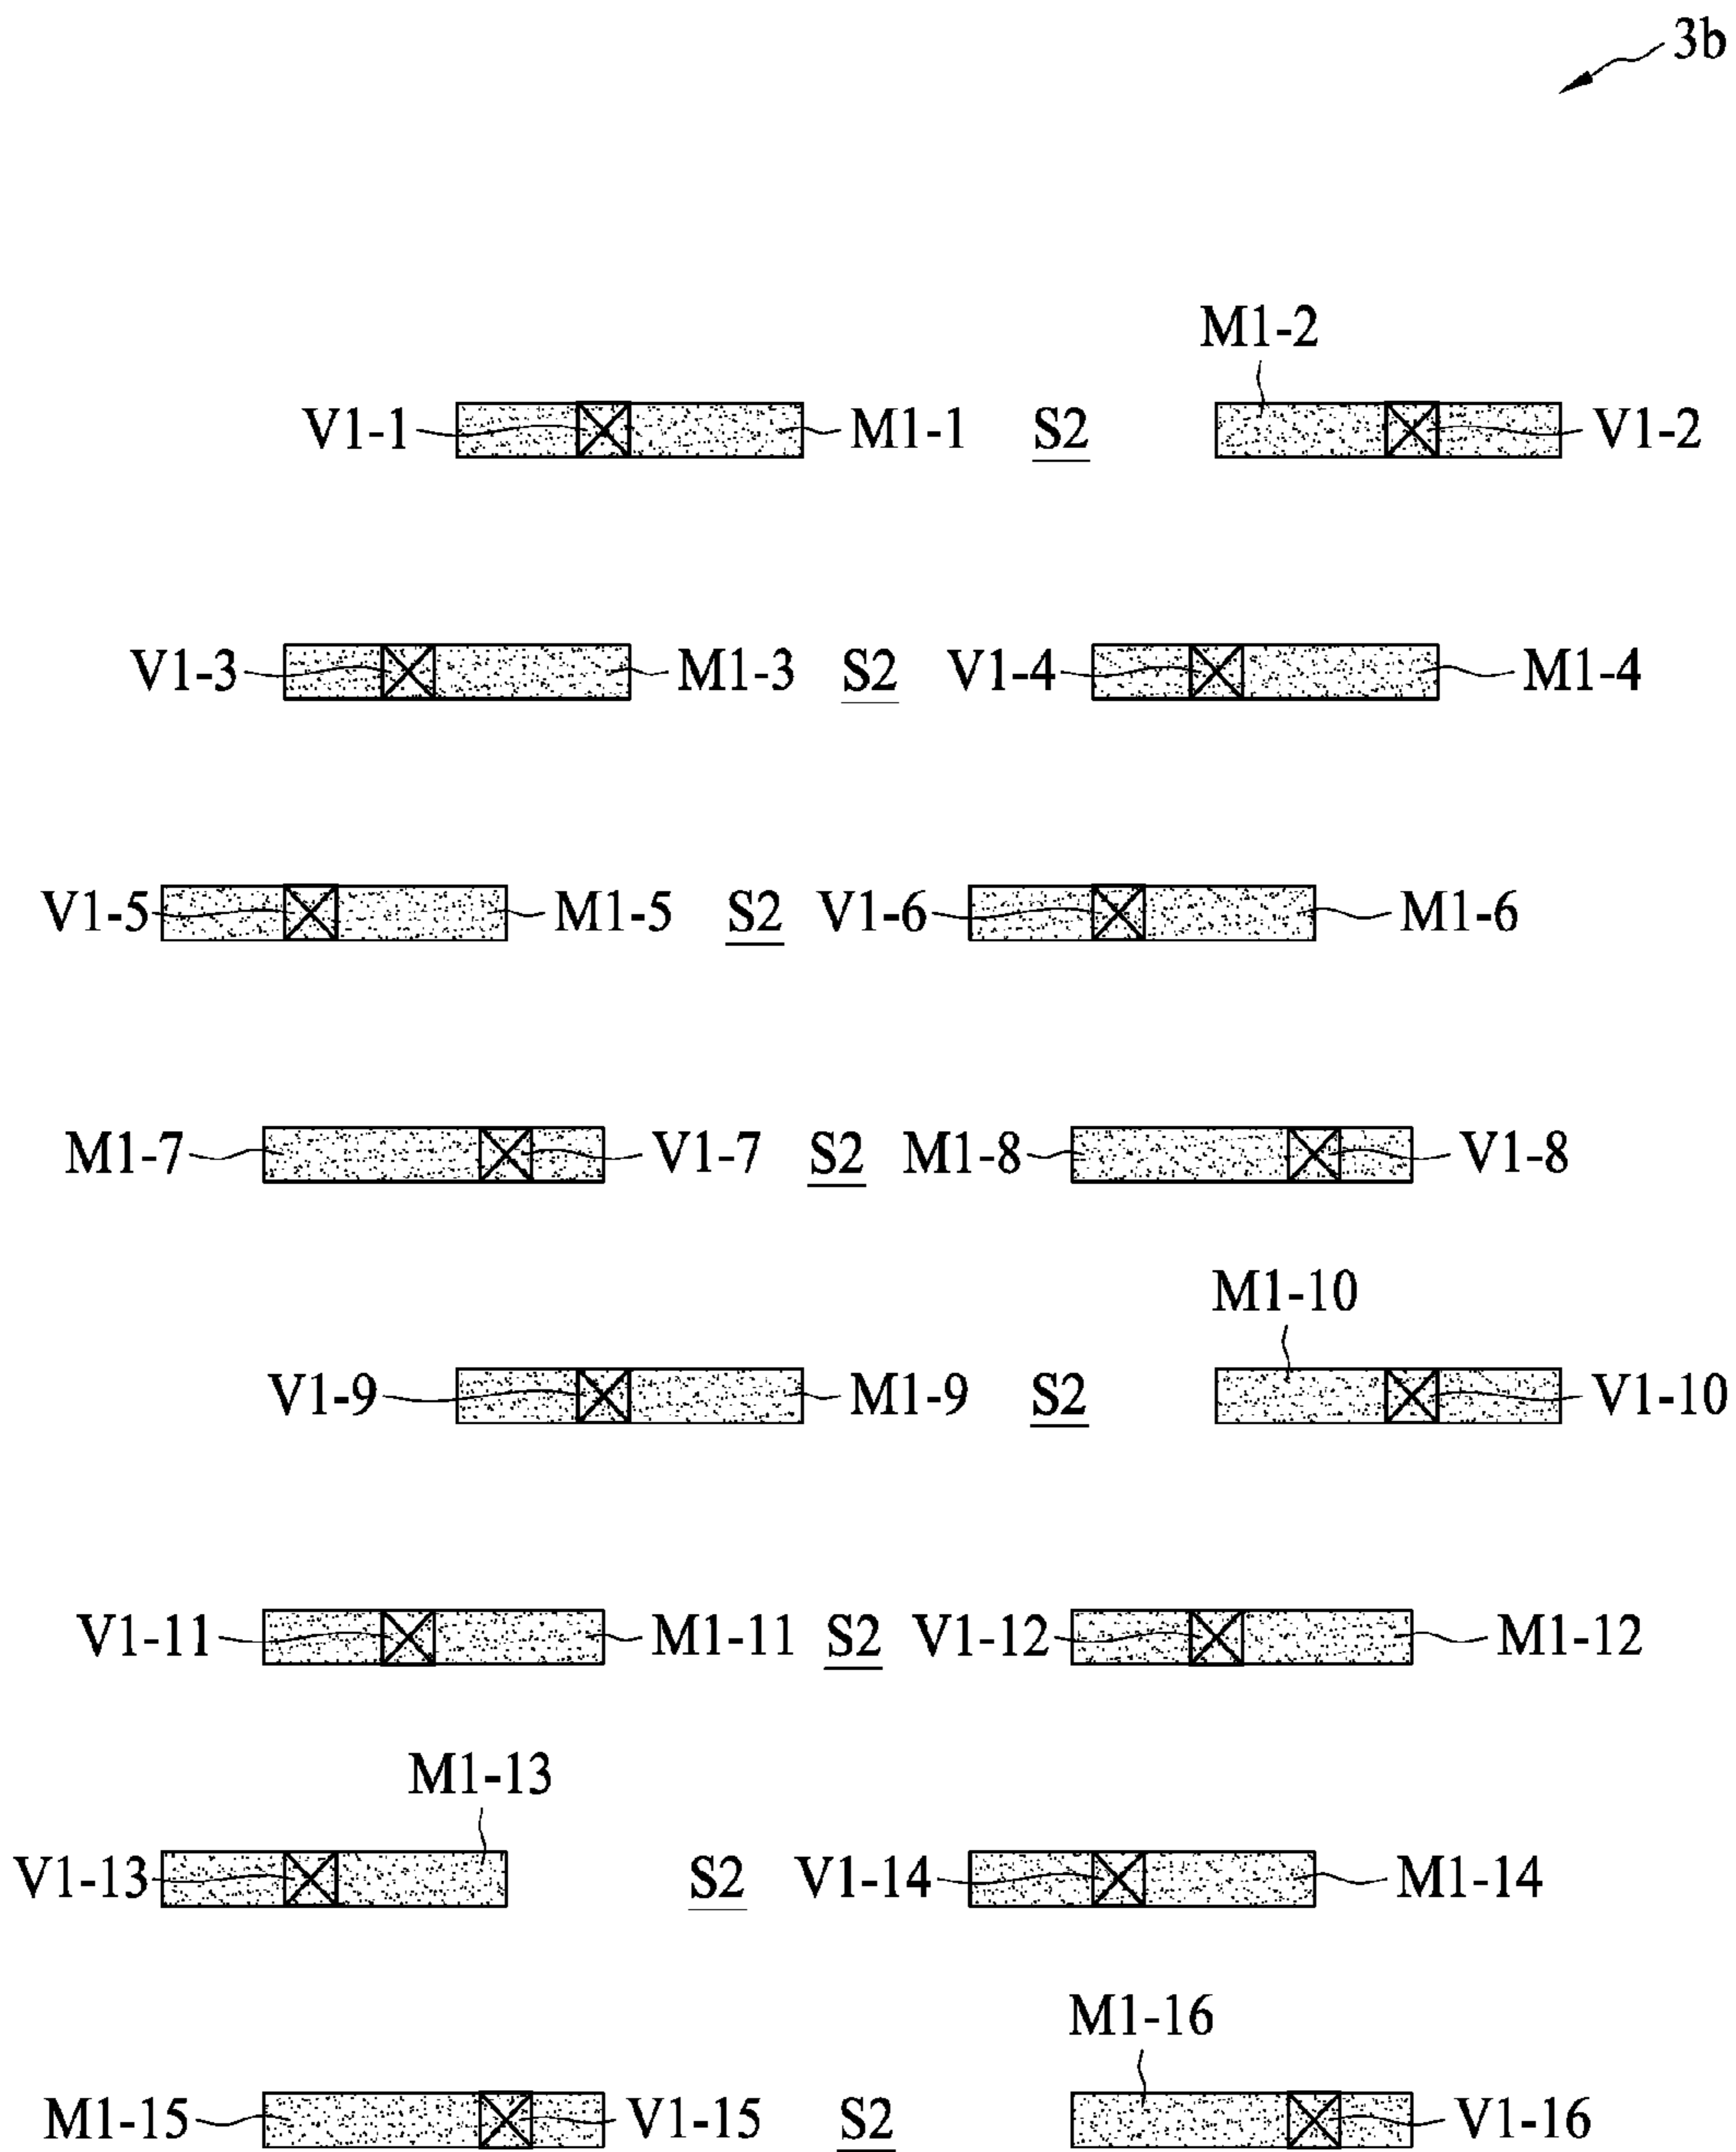 3b
M1-2
V1-1 M1-1 S2 V1-2
V1-3 M1-3 S2 V1-4 M1-4
V1-5 M1-5 S2 V1-6 M1-6
M1-7 V1-7 S2 M1-8 V1-8
M1-10
V1-9 M1-9 S2 V1-10
V1-11 M1-11 S2 V1-12 M1-12
M1-13
V1-13 S2 V1-14 M1-14
M1-16
M1-15 V1-15 S2 V1-16